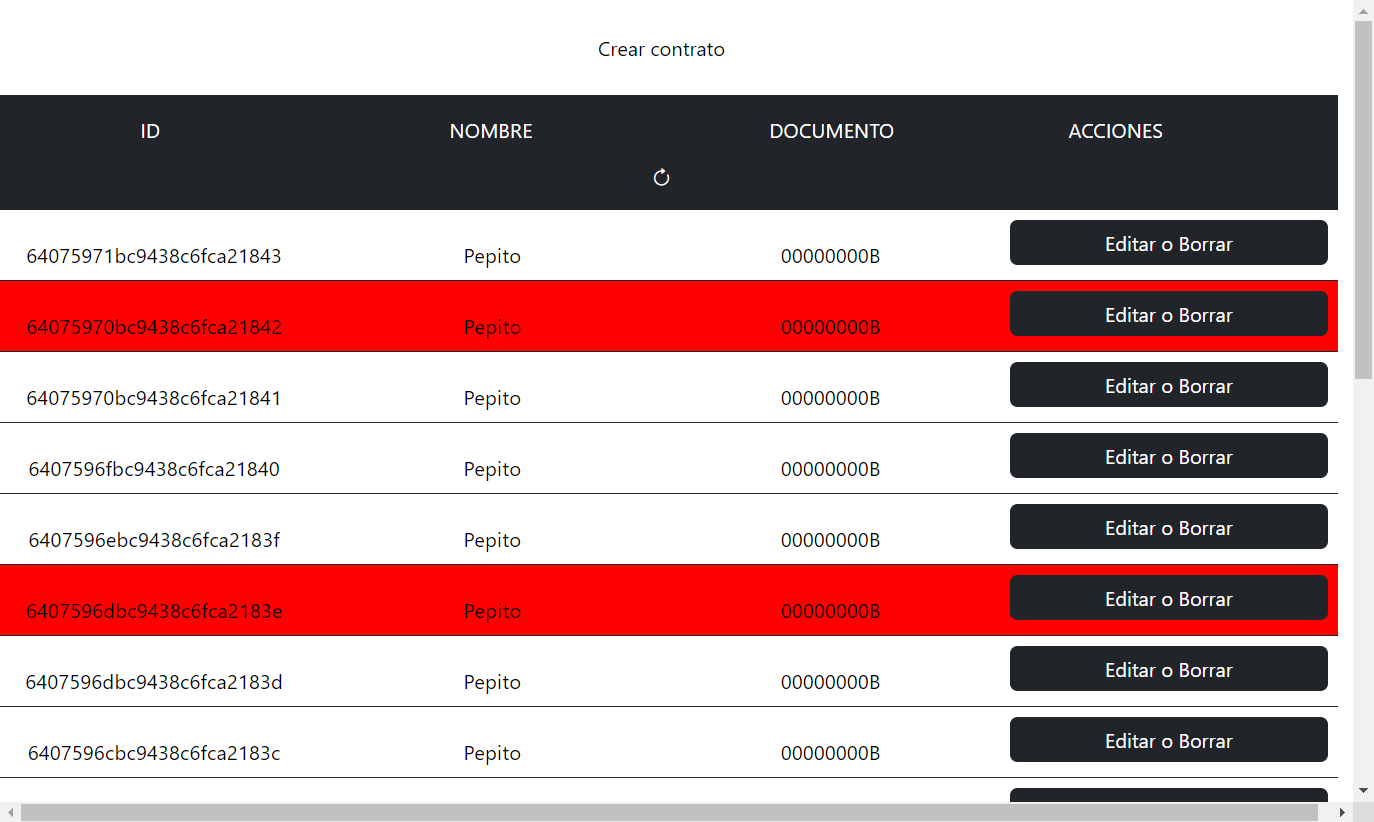 Crear contrato
ID NOMBRE DOCUMENTO ACCIONES
64075971bc9438c6fca21843 Pepito 00000000B Editar o Borrar
64075970bc9438c6fca21842 Pepito 00000000B Editar o Borrar
64075970bc9438c6fca21841 Pepito 00000000B Editar o Borrar
6407596fbc9438c6fca21840 Pepito 00000000B Editar o Borrar
6407596ebc9438c6fca2183f Pepito 00000000B Editar o Borrar
6407596dbc9438c6fca2183e Pepito 00000000B Editar o Borrar
6407596dbc9438c6fca2183d Pepito 00000000B Editar o Borrar
6407596cbc9438c6fca2183c Pepito 00000000B Editar o Borrar